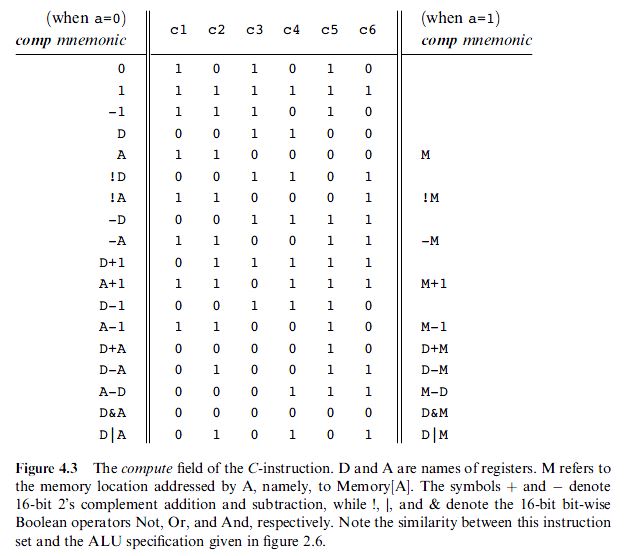 (when a=0) (when a=1)
comp mnemonic c1 c2 c3 c4 c5 c6 comp mnemonic
0 1 0 1 0 1 0
1 1 1 1 1 1 1
−1 1 1 1 0 1 0
D 0 0 1 1 0 0
A 1 1 0 0 0 0 M
!D 0 0 1 1 0 1
!A 1 1 0 0 0 1 !M
−D 0 0 1 1 1 1
−A 1 1 0 0 1 1 −M
D+1 0 1 1 1 1 1
A+1 1 1 0 1 1 1 M+1
D−1 0 0 1 1 1 0
A−1 1 1 0 0 1 0 M−1
D+A 0 0 0 0 1 0 D+M
D−A 0 1 0 0 1 1 D−M
A−D 0 0 0 1 1 1 M−D
D&A 0 0 0 0 0 0 D&M
D|A 0 1 0 1 0 1 D|M
Figure 4.3 The compute field of the C-instruction. D and A are names of registers. M refers to
the memory location addressed by A, namely, to Memory[A]. The symbols + and − denote
16-bit 2's complement addition and subtraction, while !, |, and & denote the 16-bit bit-wise
Boolean operators Not, Or, and And, respectively. Note the similarity between this instruction
set and the ALU specification given in figure 2.6.